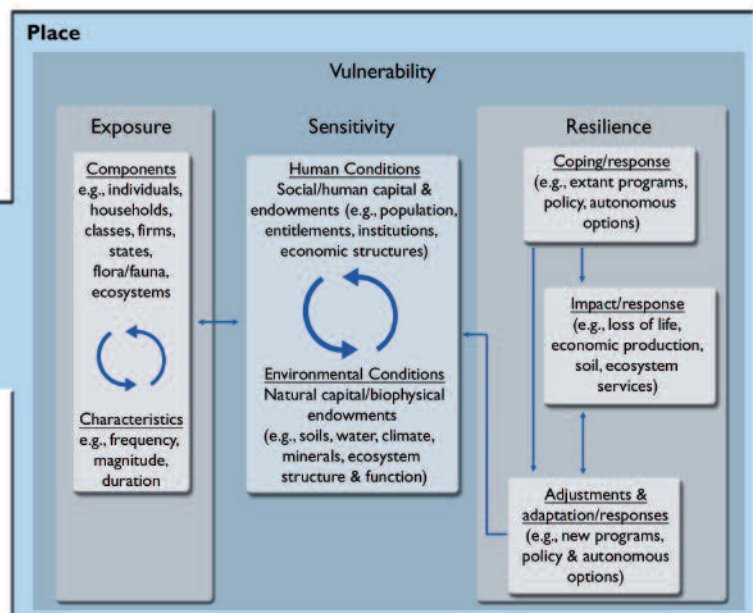 Place
Vulnerability
Exposure
Components
e.g., individuals,
households,
classes, firms,
states,
flora/fauna,
ecosystems
Characteristics
e.g., frequency,
magnitude,
duration
Sensitivity
Human Conditions
Social/human capital &
endowments (e.g., population,
entitlements, institutions,
economic structures)
Environmental Conditions
Natural capital/biophysical
endowments
(e.g., soils, water, climate,
minerals, ecosystem
structure & function)
Resilience
Coping/response
(e.g., extant programs,
policy, autonomous
options)
Impact/response
(e.g., loss of life,
economic production,
soil, ecosystem
services)
Adjustments &
adaptation/responses
(e.g., new programs,
policy & autonomous
options)